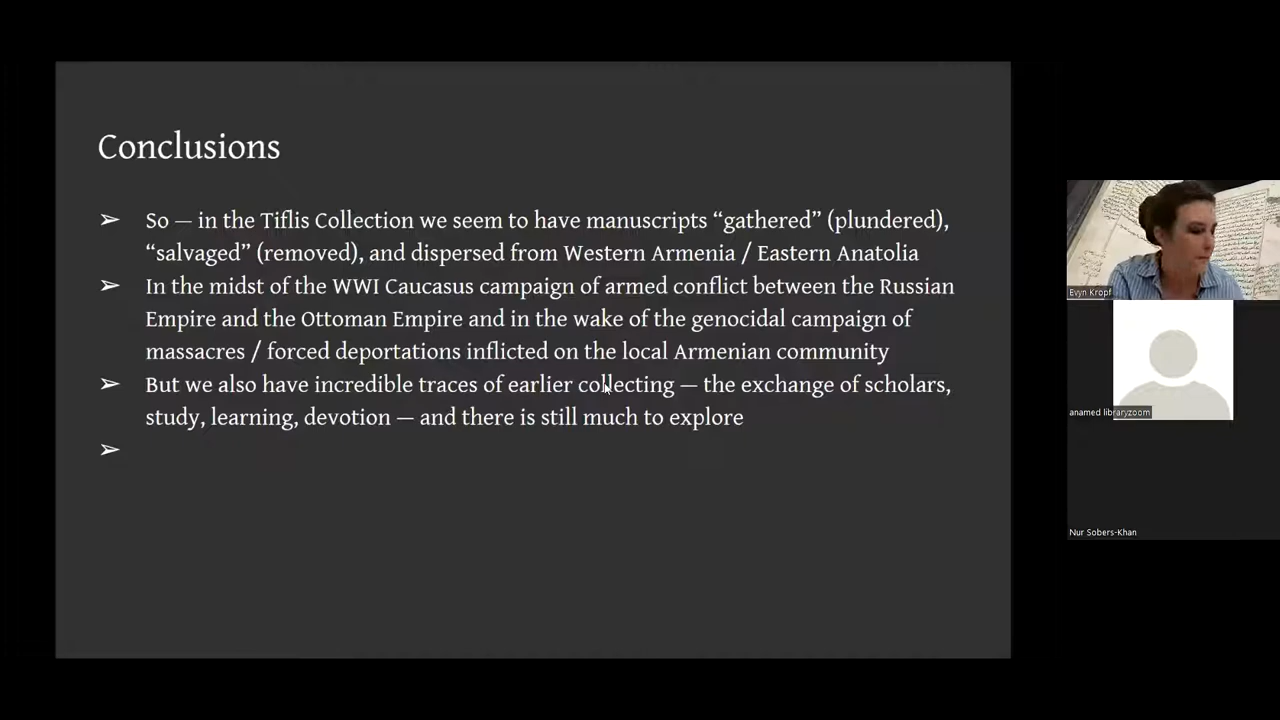 Conclusions
➢ So — in the Tiflis Collection we seem to have manuscripts “gathered” (plundered),
“salvaged” (removed), and dispersed from Western Armenia / Eastern Anatolia
➢ In the midst of the WWI Caucasus campaign of armed conflict between the Russian
Empire and the Ottoman Empire and in the wake of the genocidal campaign of
massacres / forced deportations inflicted on the local Armenian community
➢ But we also have incredible traces of earlier collecting — the exchange of scholars,
study, learning, devotion — and there is still much to explore
➢
Evyn Kropf
anamed libraryzoom
Nur Sobers-Khan